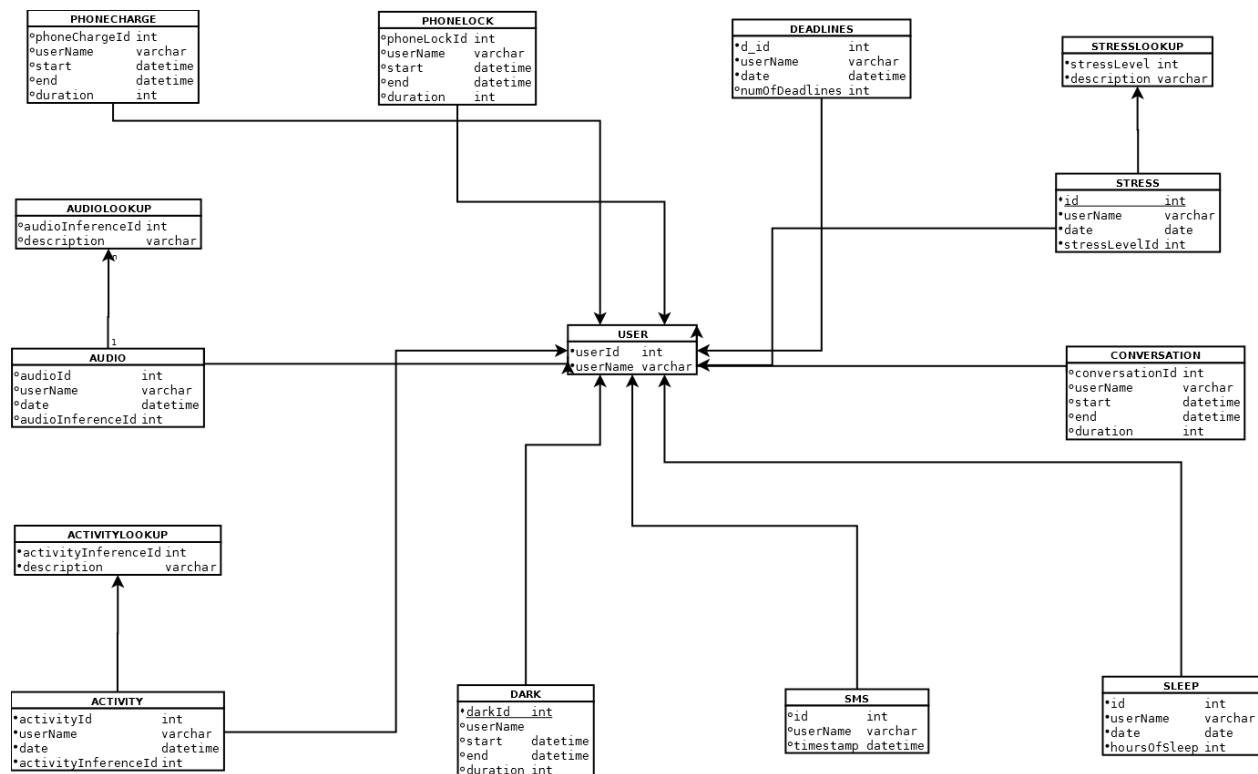 PHONECHARGE
phoneChargeId int
userName varchar
start datetime
end datetime
duration int
PHONELOCK
phoneLockId int
userName varchar
start datetime
end datetime
duration int
DEADLINES
d_id int
userName varchar
date datetime
numOfDeadlines int
STRESSLOOKUP
stressLevel int
description varchar
STRESS
id int
userName varchar
date date
stressLevelId int
AUDIOLOOKUP
audioInferenceId int
description varchar
1
AUDIO
audioId int
userName varchar
date datetime
audioInferenceId int
USER
userId int
userName varchar
CONVERSATION
conversationId int
userName varchar
start datetime
end datetime
duration int
ACTIVITYLOOKUP
activityInferenceId int
description varchar
ACTIVITY
activityId int
userName varchar
date datetime
activityInferenceId int
DARK
darkId int
userName
start datetime
end datetime
duration int
SMS
id int
userName varchar
timestamp datetime
SLEEP
id int
userName varchar
date date
hoursOfSleep int